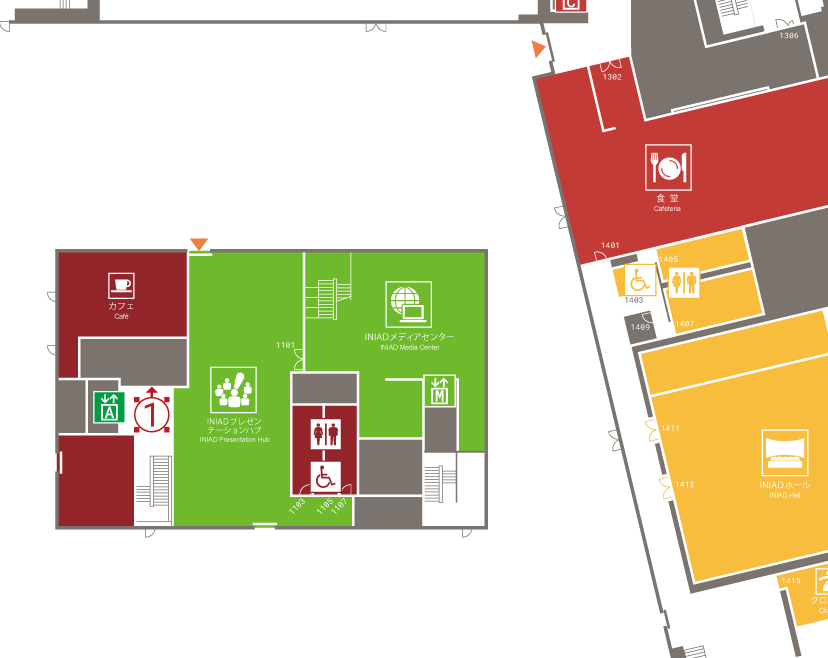 C
1306
1302
食 堂
Cafeteria
1401
1405
1403
1407
1409
カフェ
Café
INIADメディアセンター
INIAD Media Center
1101
INIADプレゼン
テーションハブ
INIAD Presentation Hub
A
1
M
1103
1105
1107
1411
1413
INIADホール
INIAD Hall
1415
クロ